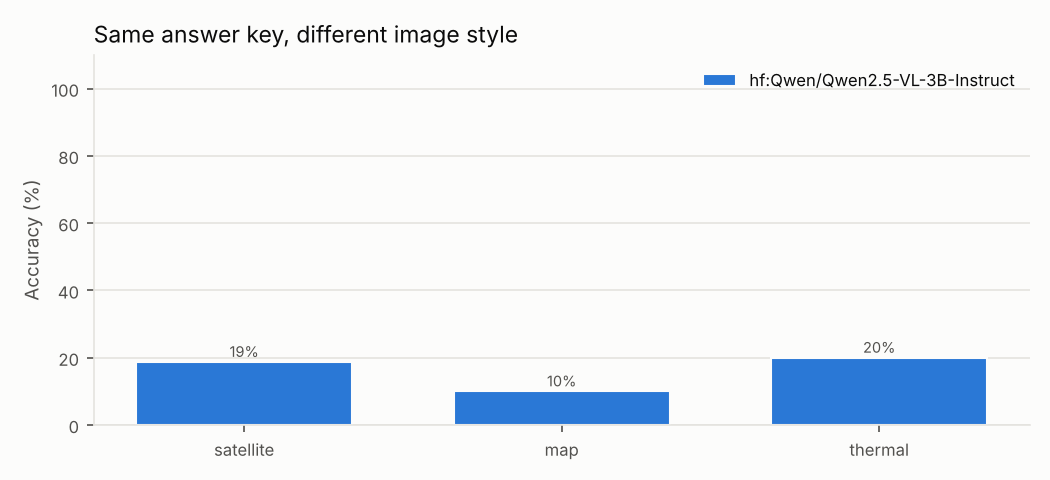 Same answer key, different image style
hf:Qwen/Qwen2.5-VL-3B-Instruct
Accuracy (%)
100
80
60
40
20
0
19%
10%
20%
satellite
map
thermal